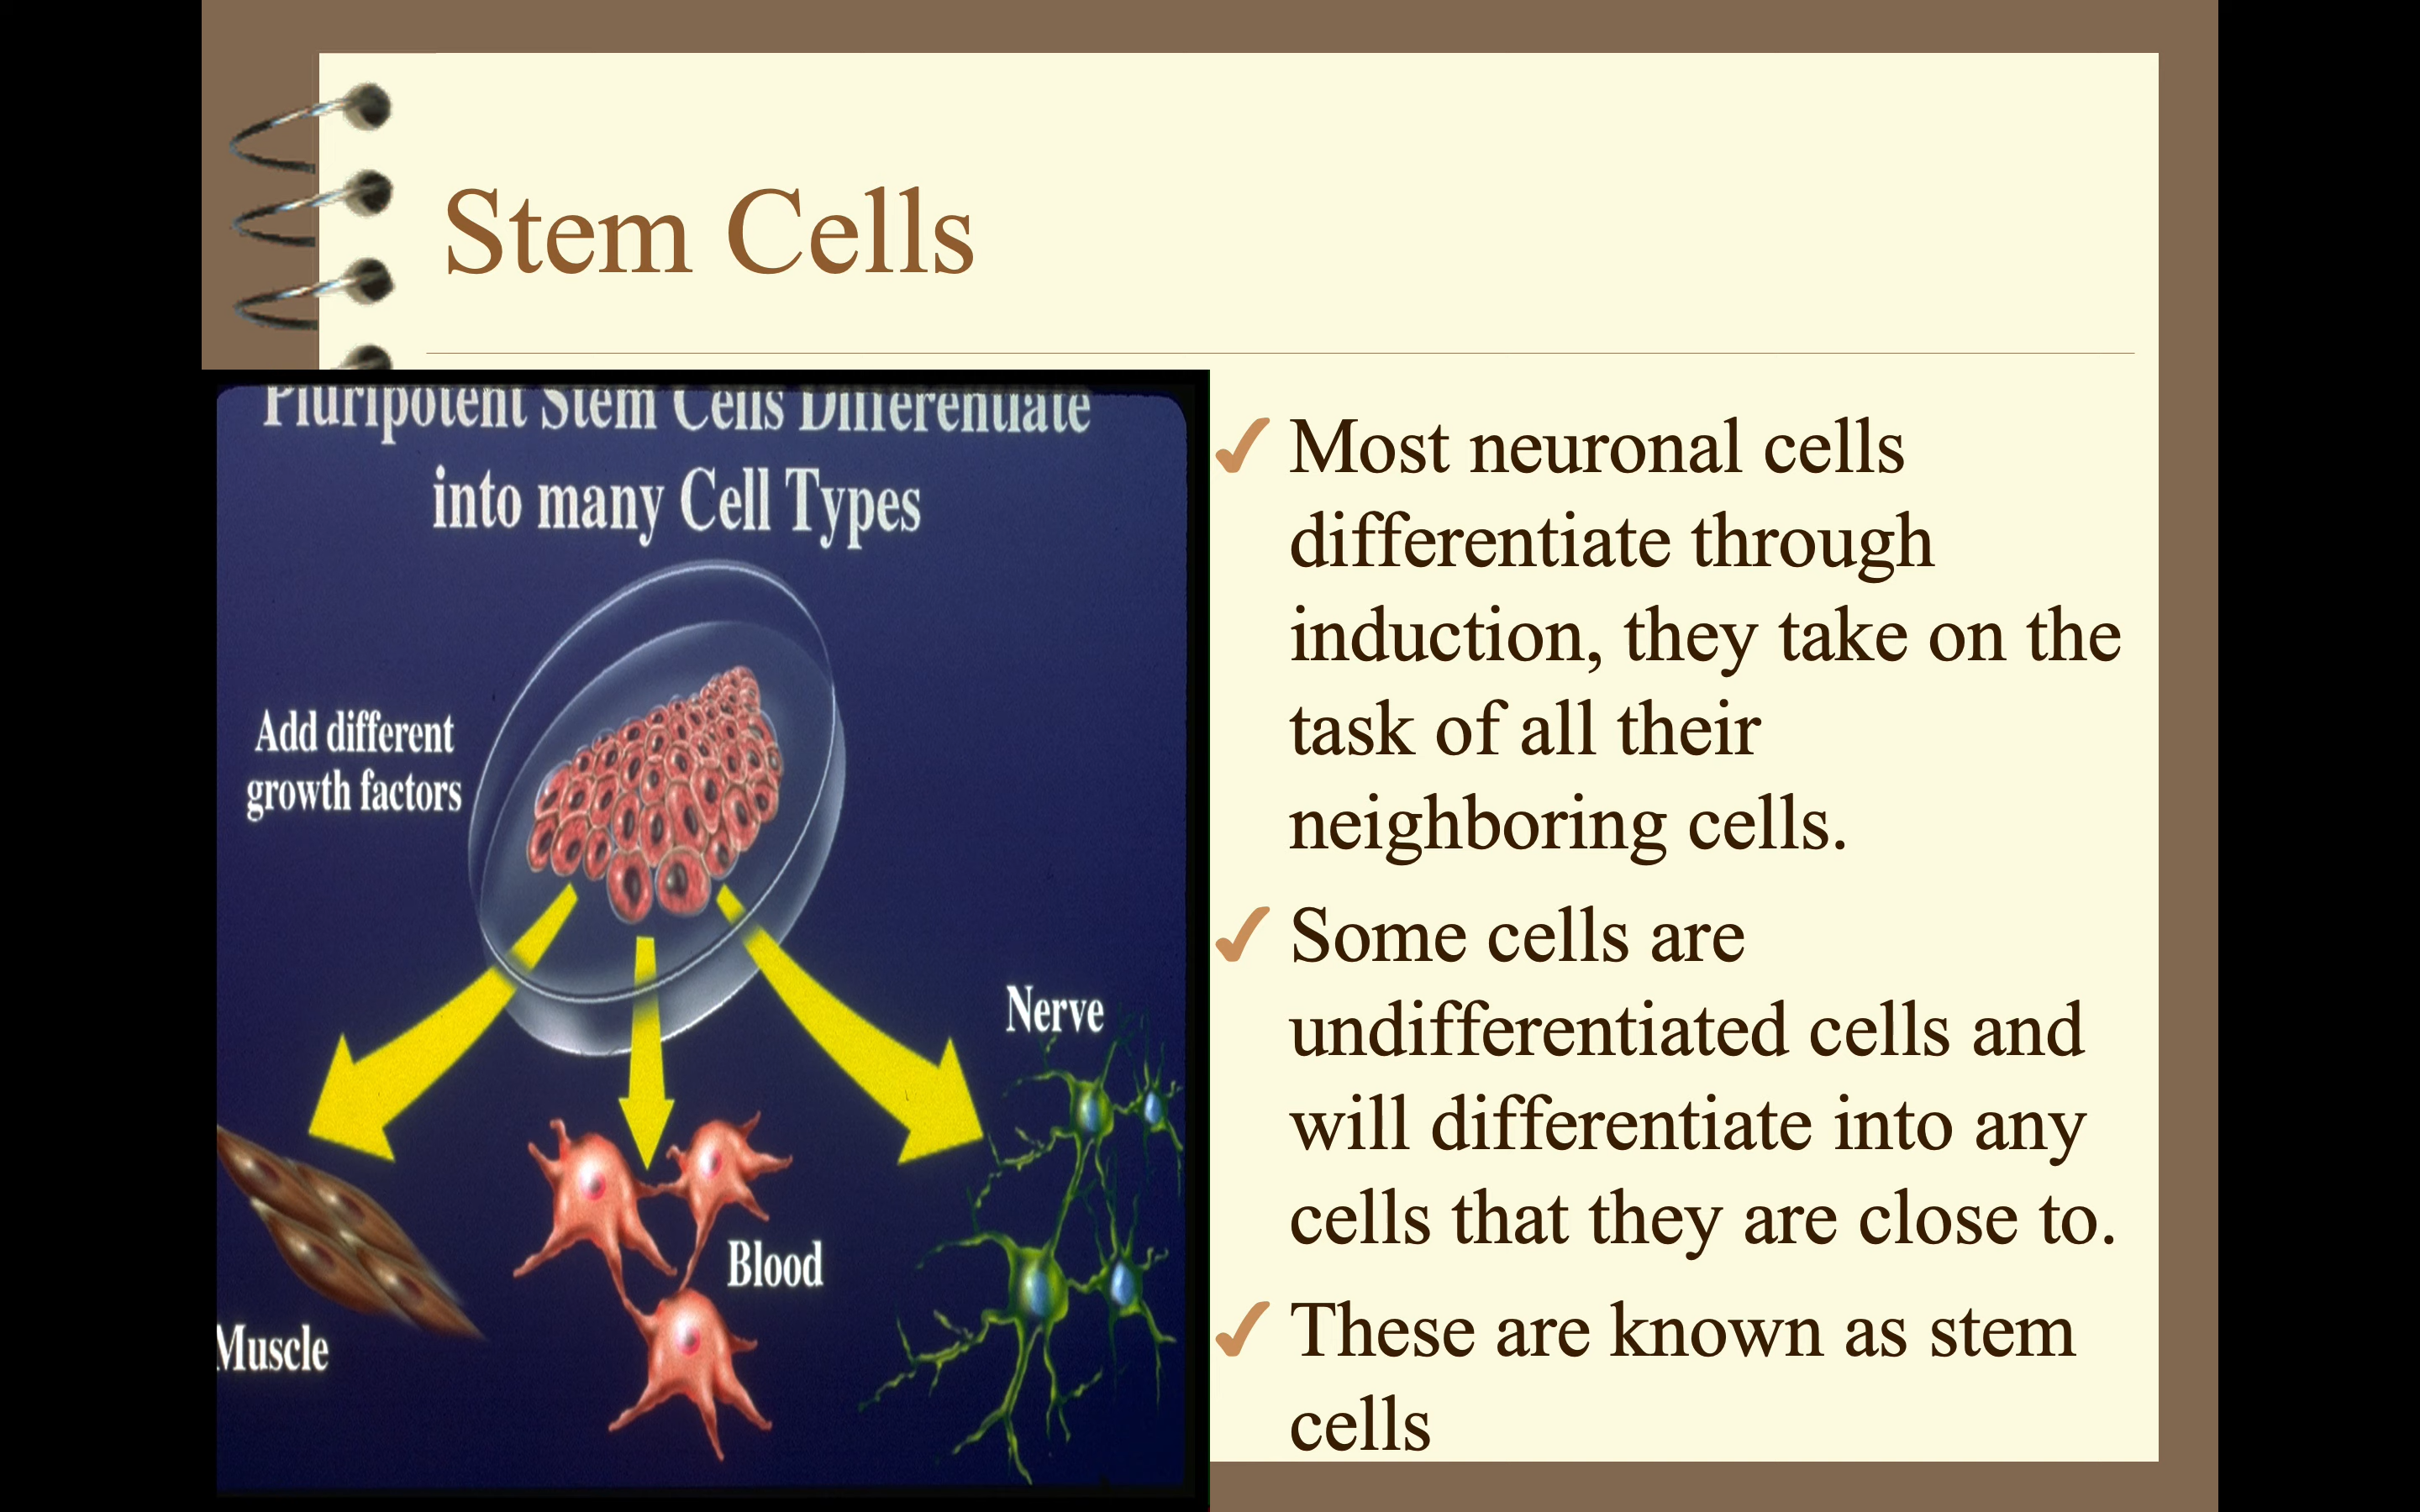 Stem Cells
Pluripotent Stem Cells Differentiate
into many Cell Types
Add different
growth factors
Nerve
Blood
Muscle
Most neuronal cells
differentiate through
induction, they take on the
task of all their
neighboring cells.
Some cells are
undifferentiated cells and
will differentiate into any
cells that they are close to.
These are known as stem
cells